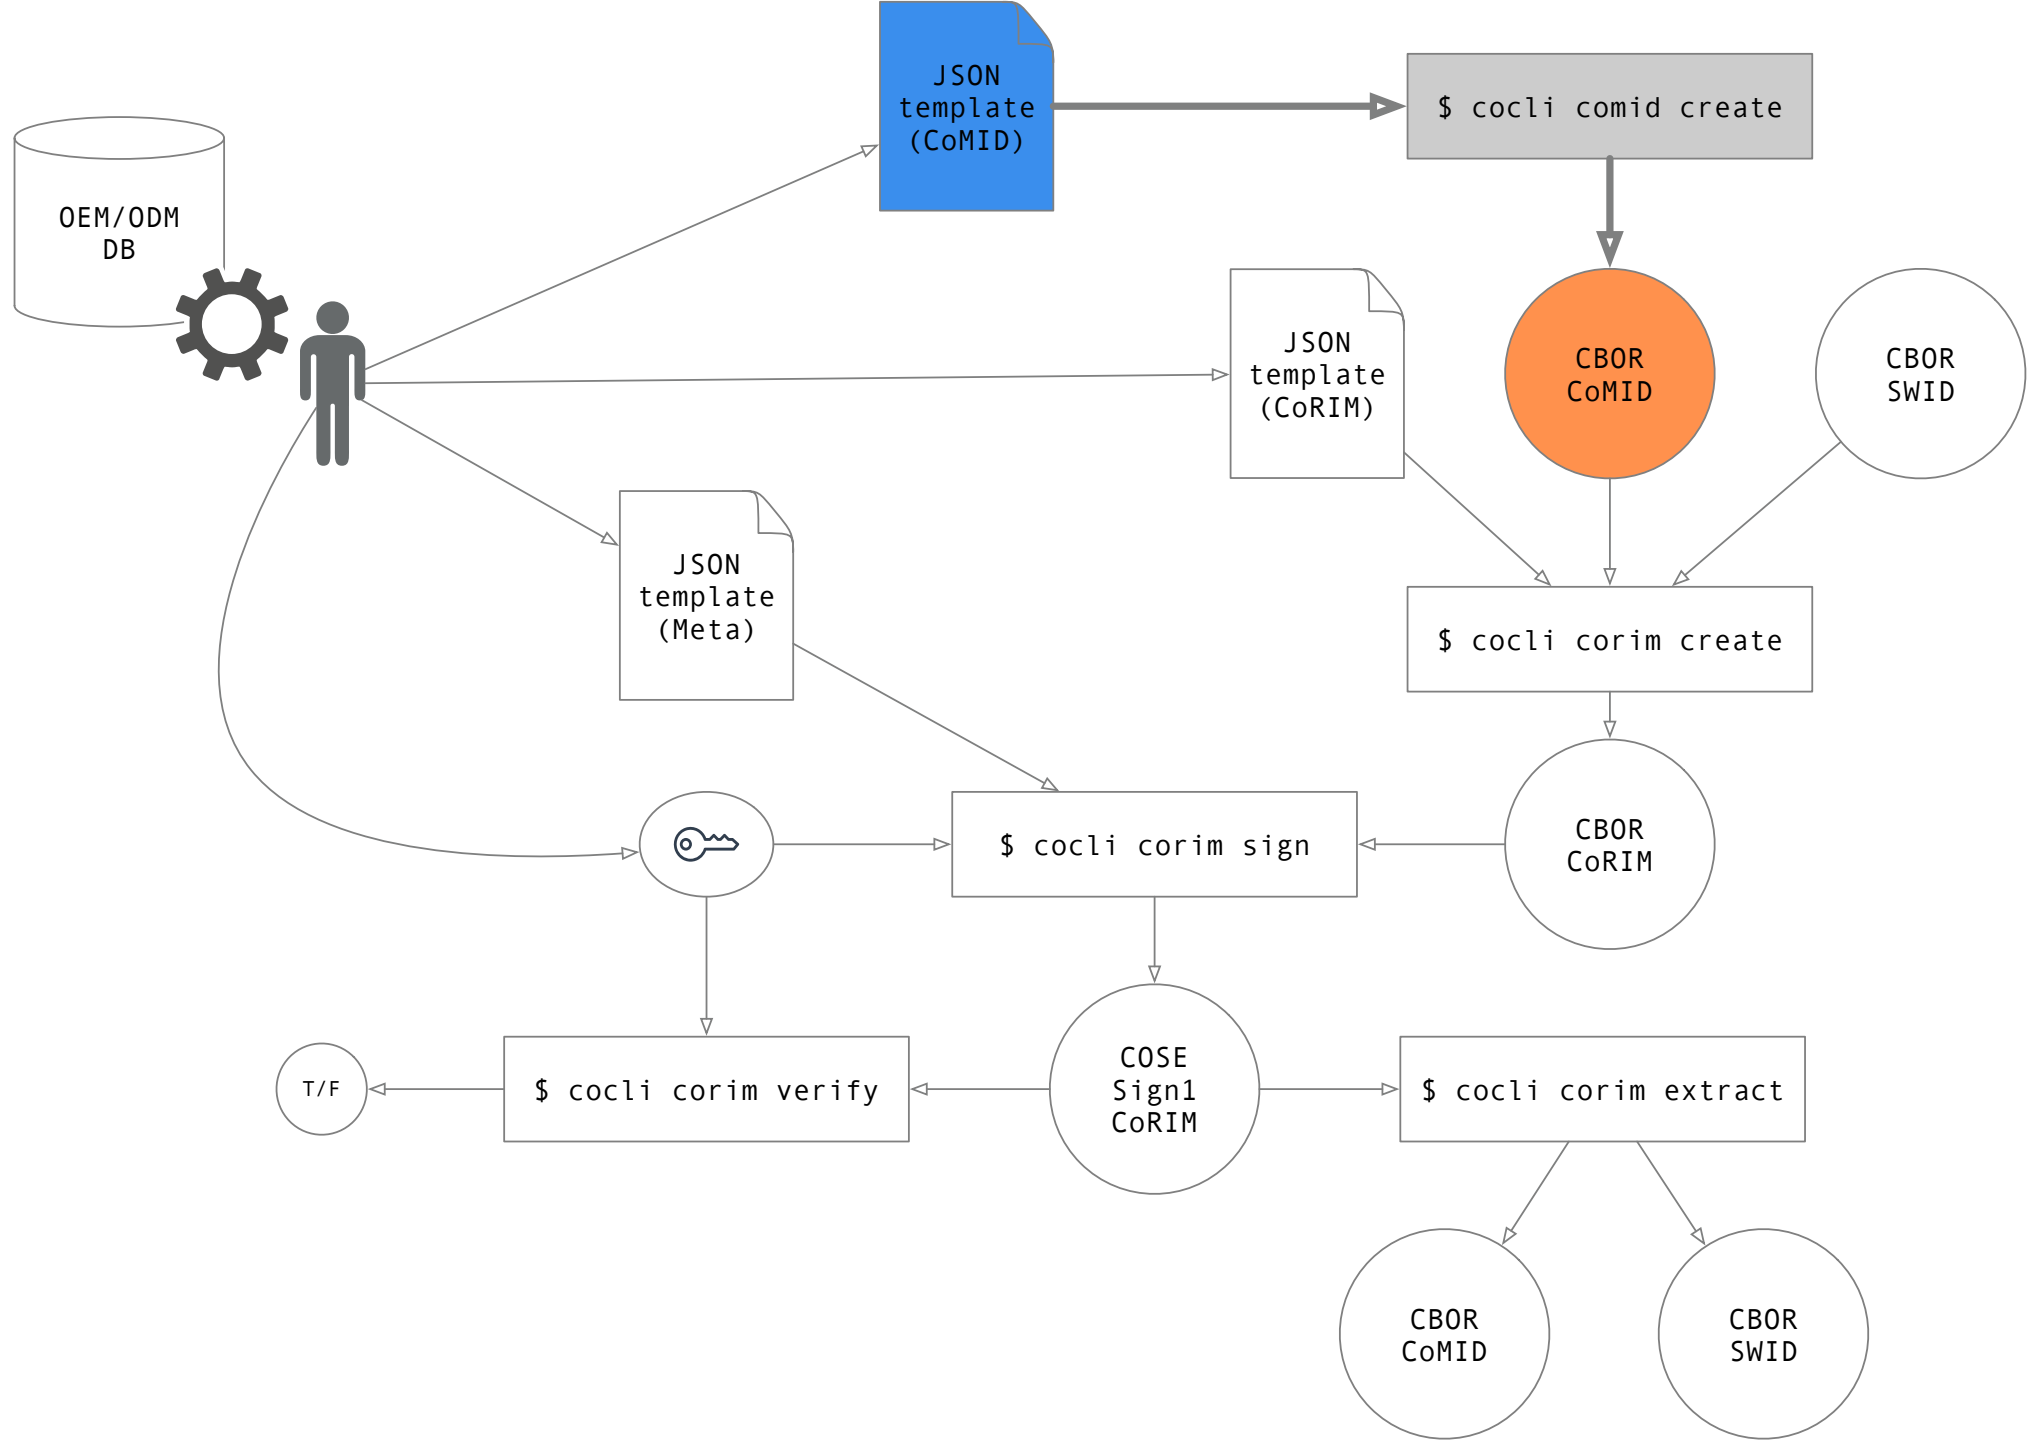 JSON
template
(CoMID)
$ cocli comid create
OEM/ODM
DB
JSON
template
(CoRIM)
CBOR
CoMID
CBOR
SWID
JSON
template
(Meta)
$ cocli corim create
$ cocli corim sign
CBOR
CoRIM
T/F
$ cocli corim verify
COSE
Sign1
CoRIM
$ cocli corim extract
CBOR
CoMID
CBOR
SWID